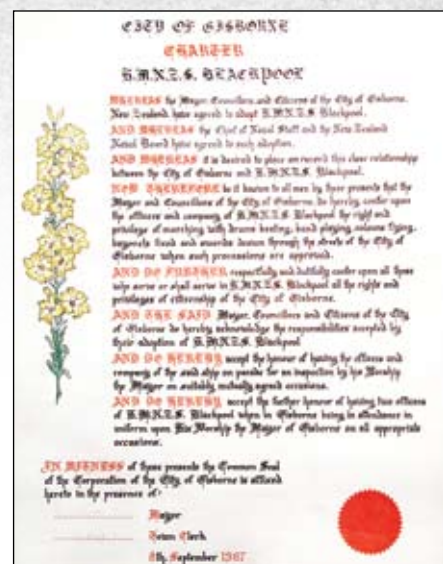 CITY OF GISBORNE
CHARTER
H.M.N.Z.S. BLACKPOOL
WHEREAS the Mayor, Councillors and Citizens of the City of Gisborne,
New Zealand have agreed to adopt H.M.N.Z.S. Blackpool.
AND WHEREAS the Chief of Naval Staff and the New Zealand
Naval Board have agreed to such adoption.
AND WHEREAS it is desired to place on record this close relationship
between the City of Gisborne and H.M.N.Z.S. Blackpool.
NOW THEREFORE be it known to all men by these presents that the
Mayor and Councillors of the City of Gisborne do hereby confer upon
the officers and company of H.M.N.Z.S. Blackpool the right and
privilege of marching with drums beating, band playing, colours flying,
bayonets fixed and swords drawn through the streets of the City of
Gisborne when such processions are approved.
AND DO FURTHER respectfully and dutifully confer upon all those
who serve or shall serve in H.M.N.Z.S. Blackpool all the rights and
privileges of citizenship of the City of Gisborne.
AND THE SAID Mayor, Councillors and Citizens of the City
of Gisborne do hereby acknowledge the responsibilities accepted by
their adoption of H.M.N.Z.S. Blackpool
AND DO HEREBY accept the honour of having the officers and
company of the said ship on parade for an inspection by his Worship
the Mayor on suitably mutually agreed occasions.
AND DO HEREBY accept the further honour of having two officers
of H.M.N.Z.S. Blackpool when in Gisborne being in attendance in
uniform upon His Worship the Mayor of Gisborne on all appropriate
occasions.
IN WITNESS of these presents the Common Seal
of the Corporation of the City of Gisborne is affixed
hereto in the presence of:
Mayor
Town Clerk
8th September 1967